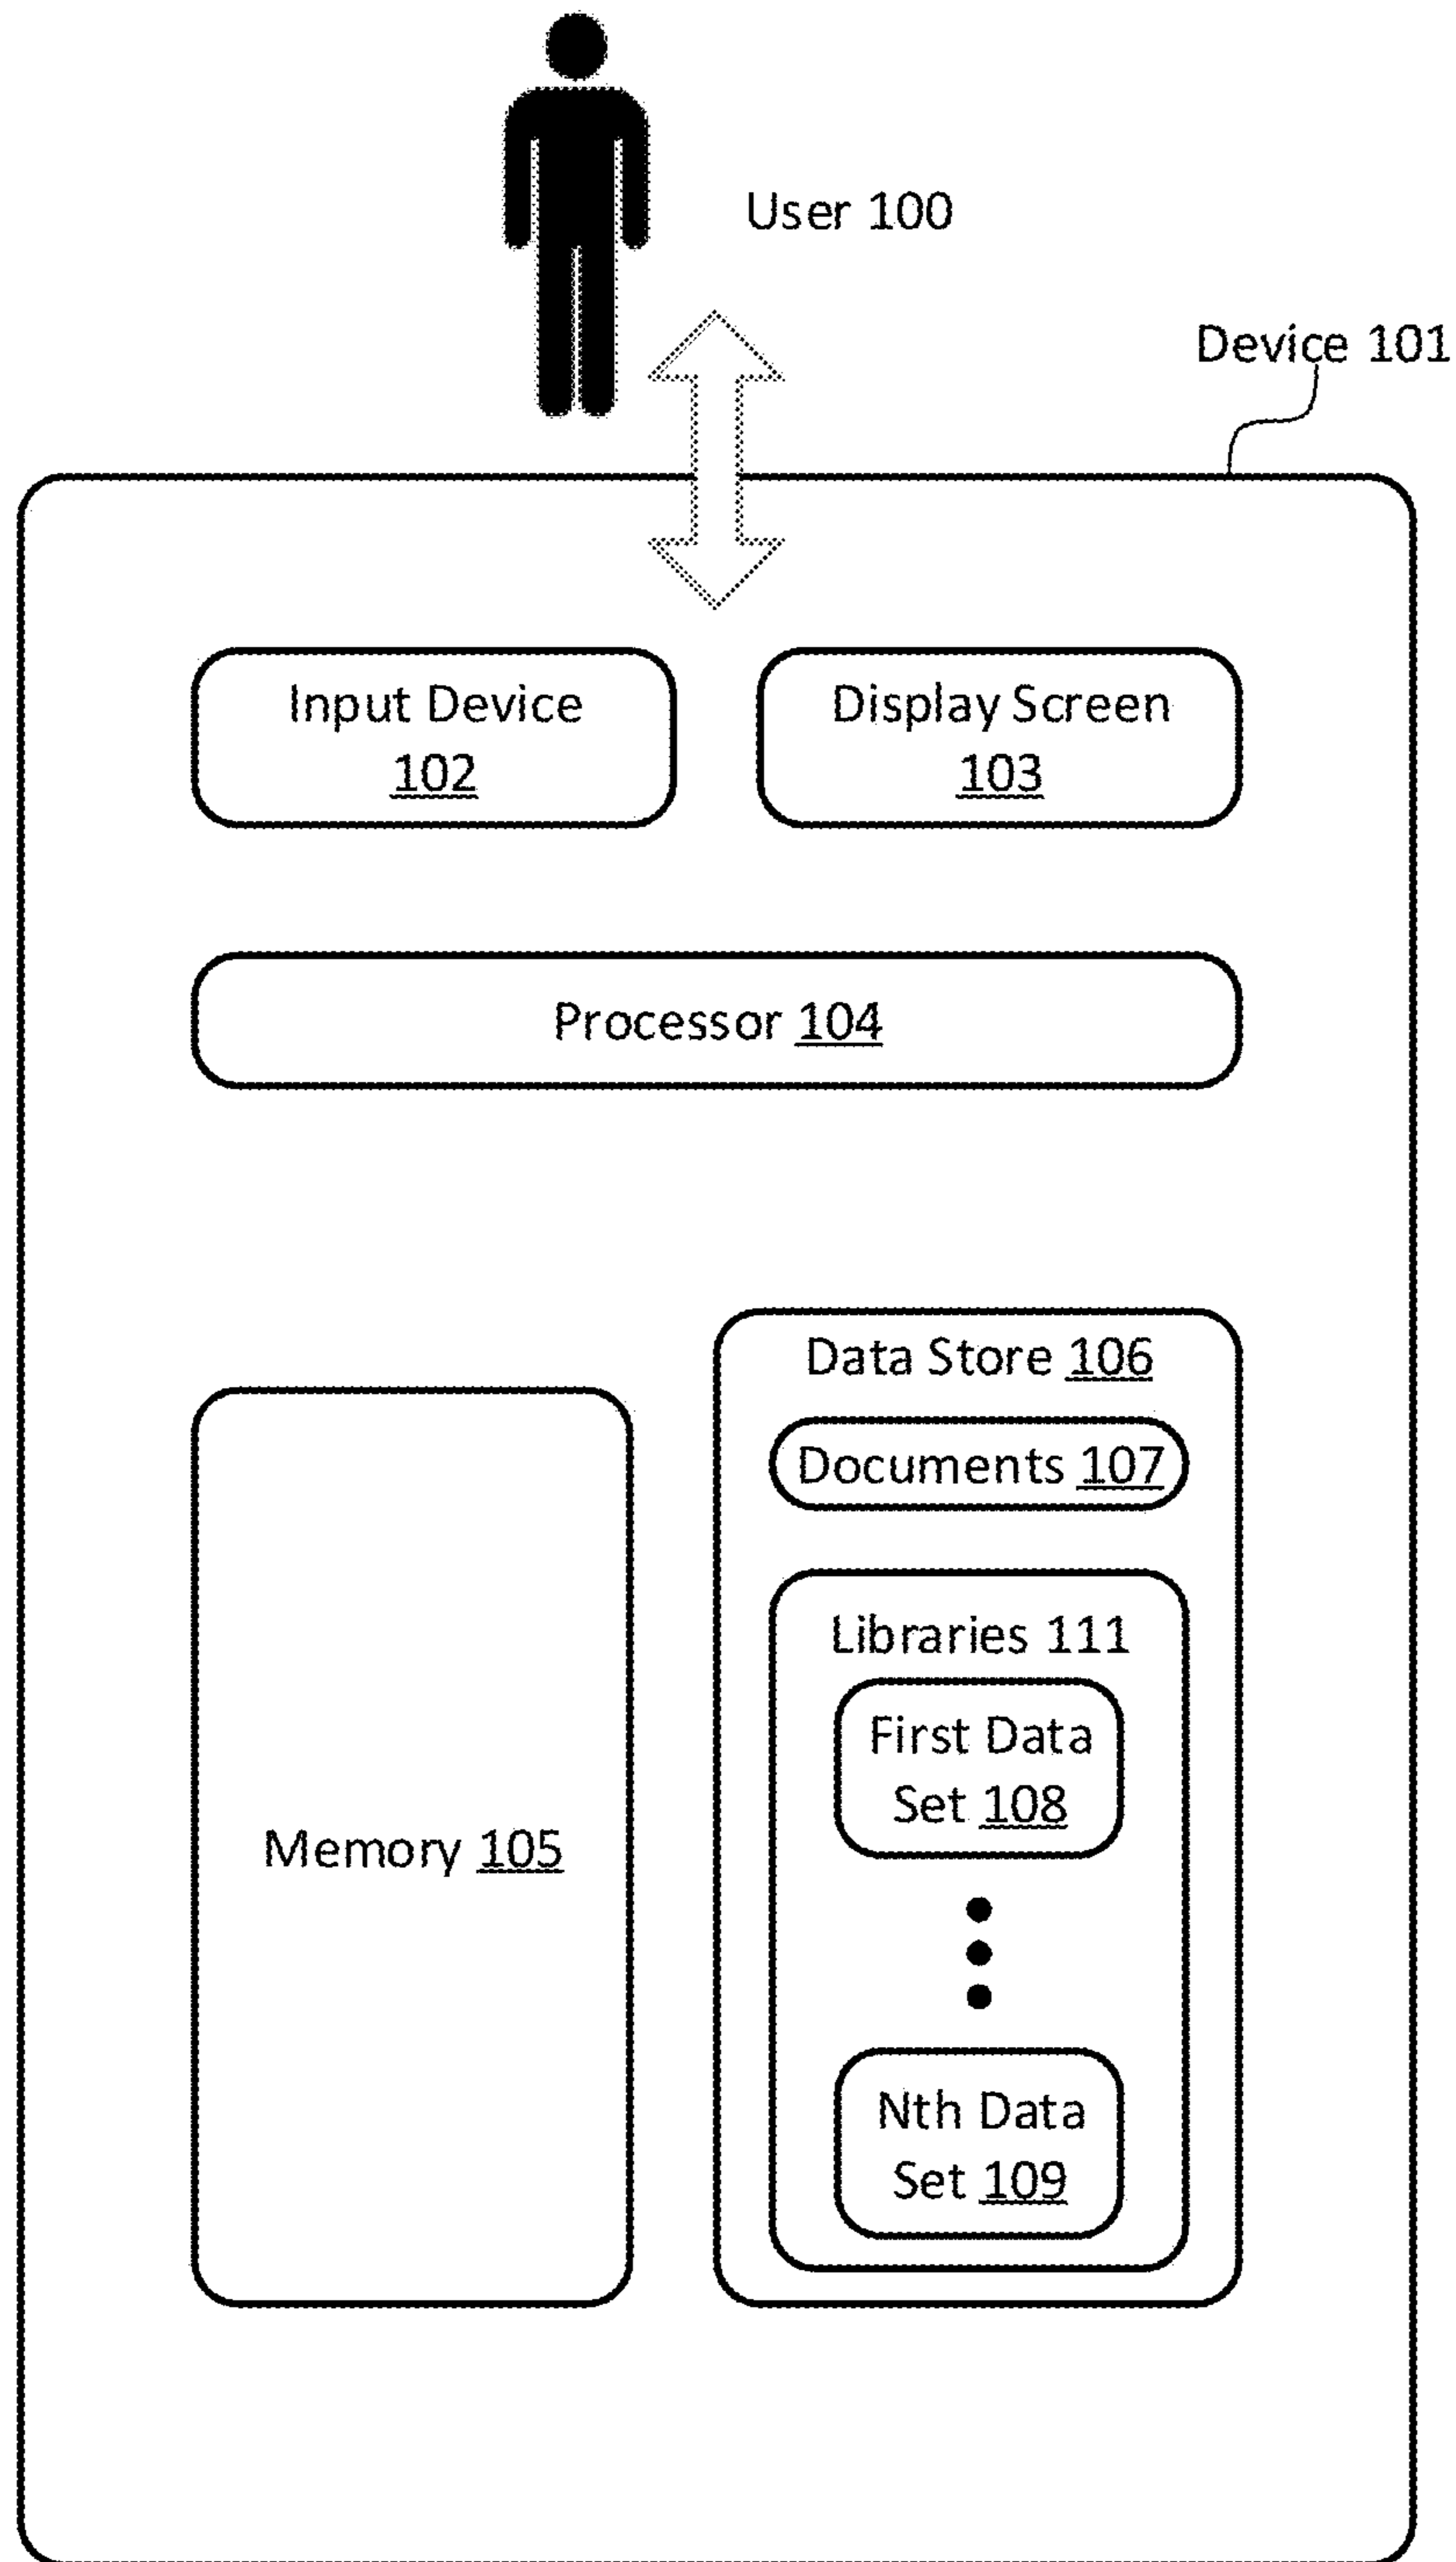 User 100
Device 101
Input Device
102
Display Screen
103
Processor 104
Data Store 106
Documents 107
Libraries 111
First Data
Set 108
Memory 105
Nth Data
Set 109